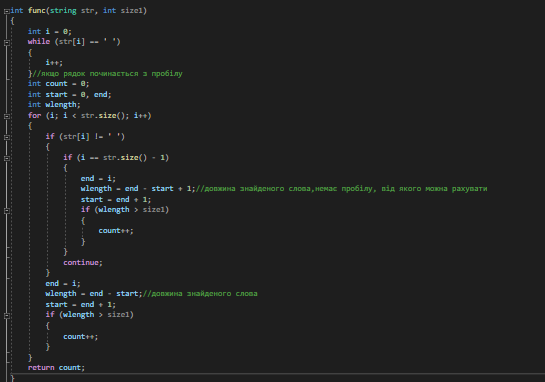 int func(string str, int size1)
{
int i = 0;
while (str[i] == ' ')
{
i++;
}//якщо рядок починається з пробілу
int count = 0;
int start = 0, end;
int wlength;
for (i; i < str.size(); i++)
{
if (str[i] != ' ')
{
if (i == str.size() - 1)
{
end = i;
wlength = end - start + 1;//довжина знайденого слова,немає пробілу, від якого можна рахувати
start = end + 1;
if (wlength > size1)
{
count++;
}
}
continue;
}
end = i;
wlength = end - start;//довжина знайденого слова
start = end + 1;
if (wlength > size1)
{
count++;
}
}
return count;
}